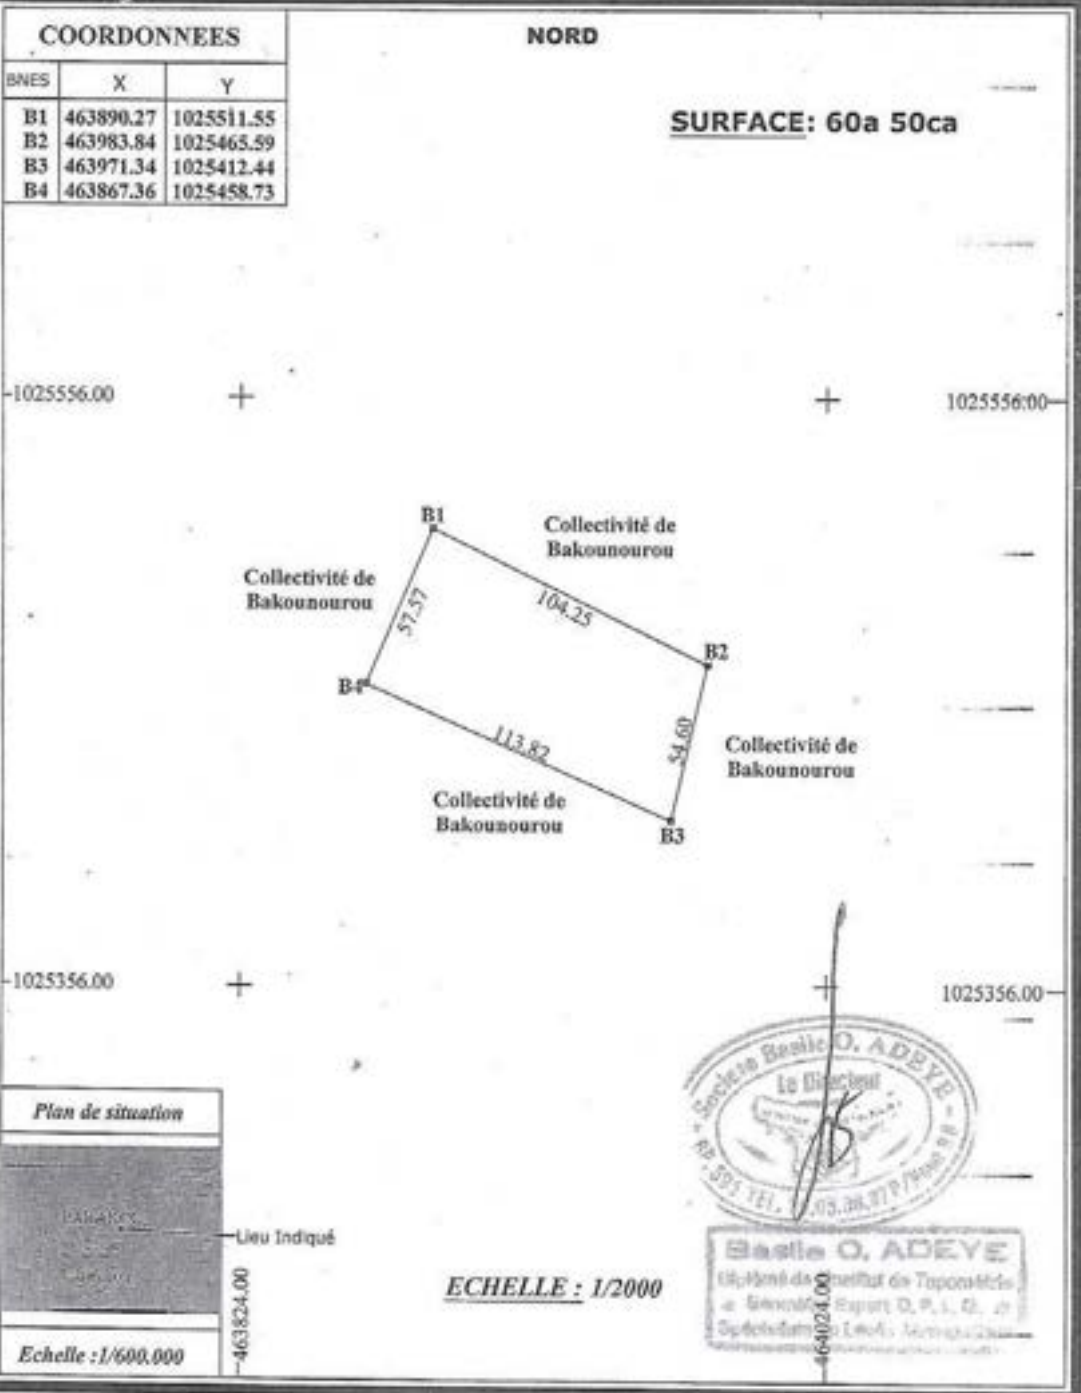 COORDONNEES
BNES X Y
B1 463890.27 1025511.55
B2 463983.84 1025465.59
B3 463971.34 1025412.44
B4 463867.36 1025458.73
NORD
SURFACE: 60a 50ca
1025556.00
1025556.00
B1
Collectivité de
Bakounourou
Collectivité de
Bakounourou
57.57
104.25
B2
B4
113.82
54.60
Collectivité de
Bakounourou
Collectivité de
Bakounourou
B3
1025356.00
1025356.00
Plan de situation
Lieu Indiqué
Echelle :1/600.000
463824.00
ECHELLE : 1/2000
464024.00
Société Basile O. ADEYE
Le Directeur
TEL.
Basile O. ADEYE